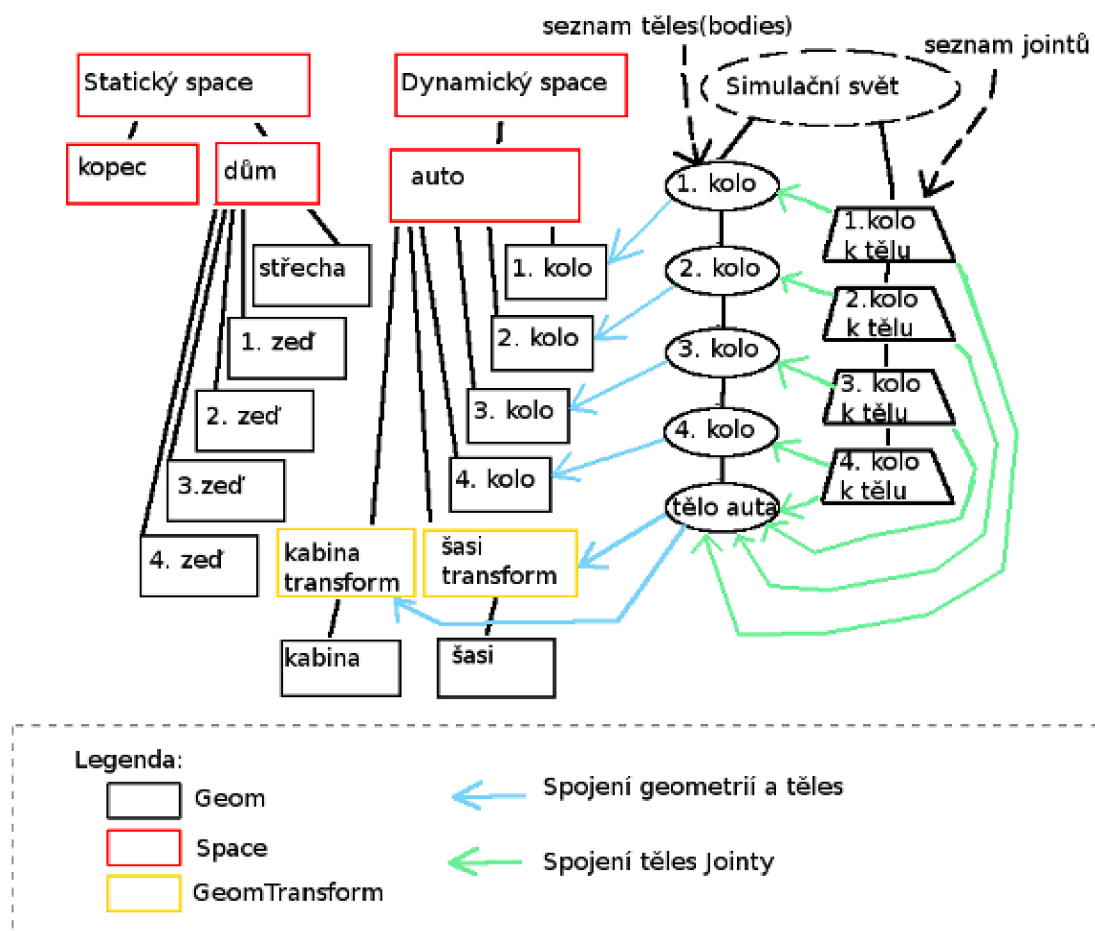 seznam těles(bodies)
seznam jointů
Statický space
Dynamický space
Simulační svět
kopec
dům
auto
1. kolo
1.kolo
k tělu
střecha
1. kolo
2. kolo
2.kolo
k tělu
1. zeď
2. kolo
3. kolo
3. kolo
k tělu
2. zeď
3. kolo
4. kolo
4. kolo
k tělu
3.zeď
4. kolo
tělo auta
4. zeď
kabina
transform
šasi
transform
kabina
šasi
Legenda:
Geom
Spojení geometrií a těles
Space
Spojení těles Jointy
GeomTransform